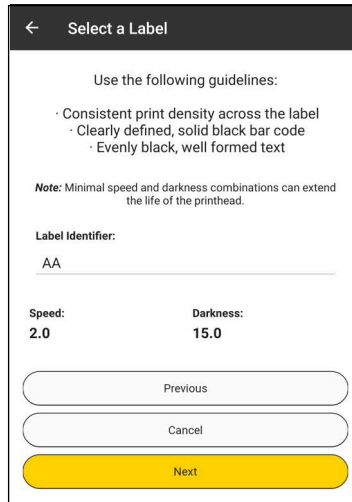 Select a Label
Use the following guidelines:
· Consistent print density across the label
· Clearly defined, solid black bar code
· Evenly black, well formed text
Note: Minimal speed and darkness combinations can extend
the life of the printhead.
Label Identifier:
AA
Speed: Darkness:
2.0 15.0
Previous
Cancel
Next